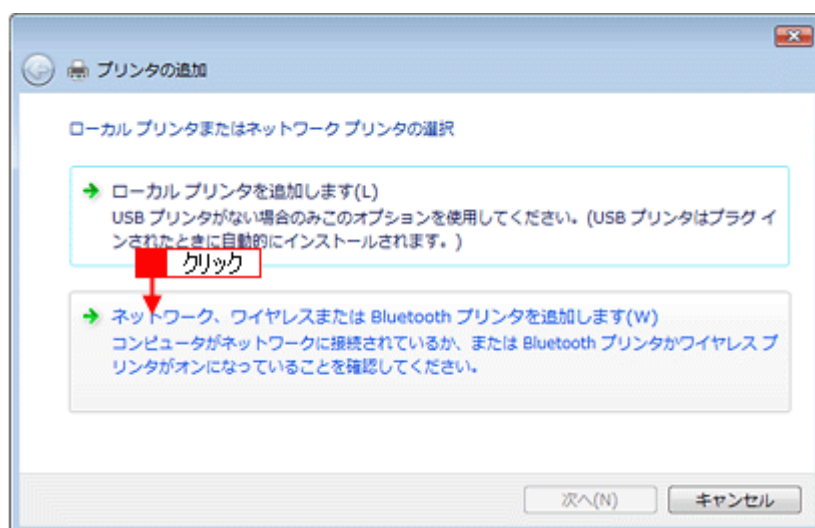 プリンタの追加
ローカル プリンタまたはネットワーク プリンタの選択
ローカル プリンタを追加します(L)
USB プリンタがない場合のみこのオプションを使用してください。(USB プリンタはプラグ イ
ンされたときに自動的にインストールされます。)
クリック
ネットワーク、ワイヤレスまたは Bluetooth プリンタを追加します(W)
コンピュータがネットワークに接続されているか、または Bluetooth プリンタかワイヤレス プ
リンタがオンになっていることを確認してください。
次へ(N)
キャンセル